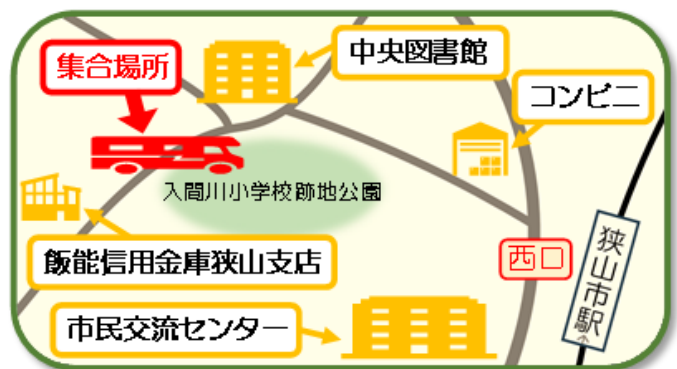 中央図書館
集合場所
コンビニ
入間川小学校跡地公園
飯能信用金庫狭山支店
西口
狭山市駅
市民交流センター